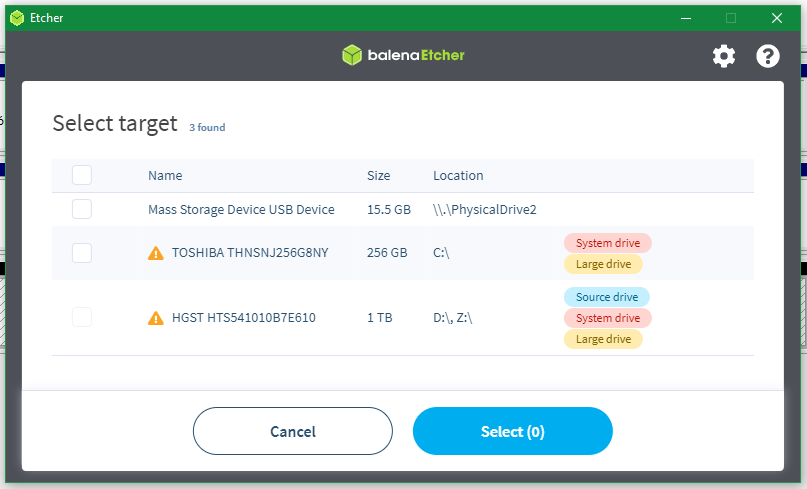 Etcher
balenaEtcher
Select target 3 found
Name Size Location
Mass Storage Device USB Device 15.5 GB \\.\PhysicalDrive2
System drive
TOSHIBA THNSNJ256G8NY 256 GB C:\
Large drive
Source drive
HGST HTS541010B7E610 1 TB D:\, Z:\ System drive
Large drive
Cancel Select (0)